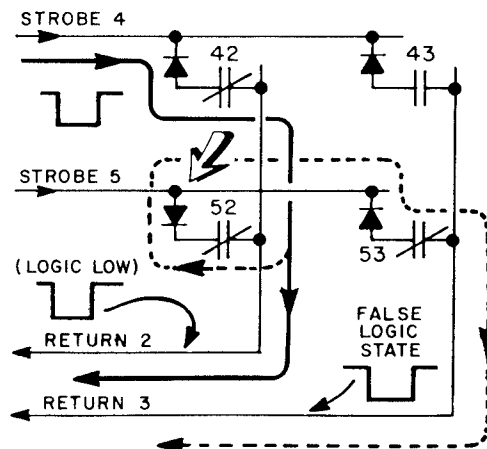 STROBE 4
42
43
STROBE 5
52
53
(LOGIC LOW)
FALSE
LOGIC
STATE
RETURN 2
RETURN 3